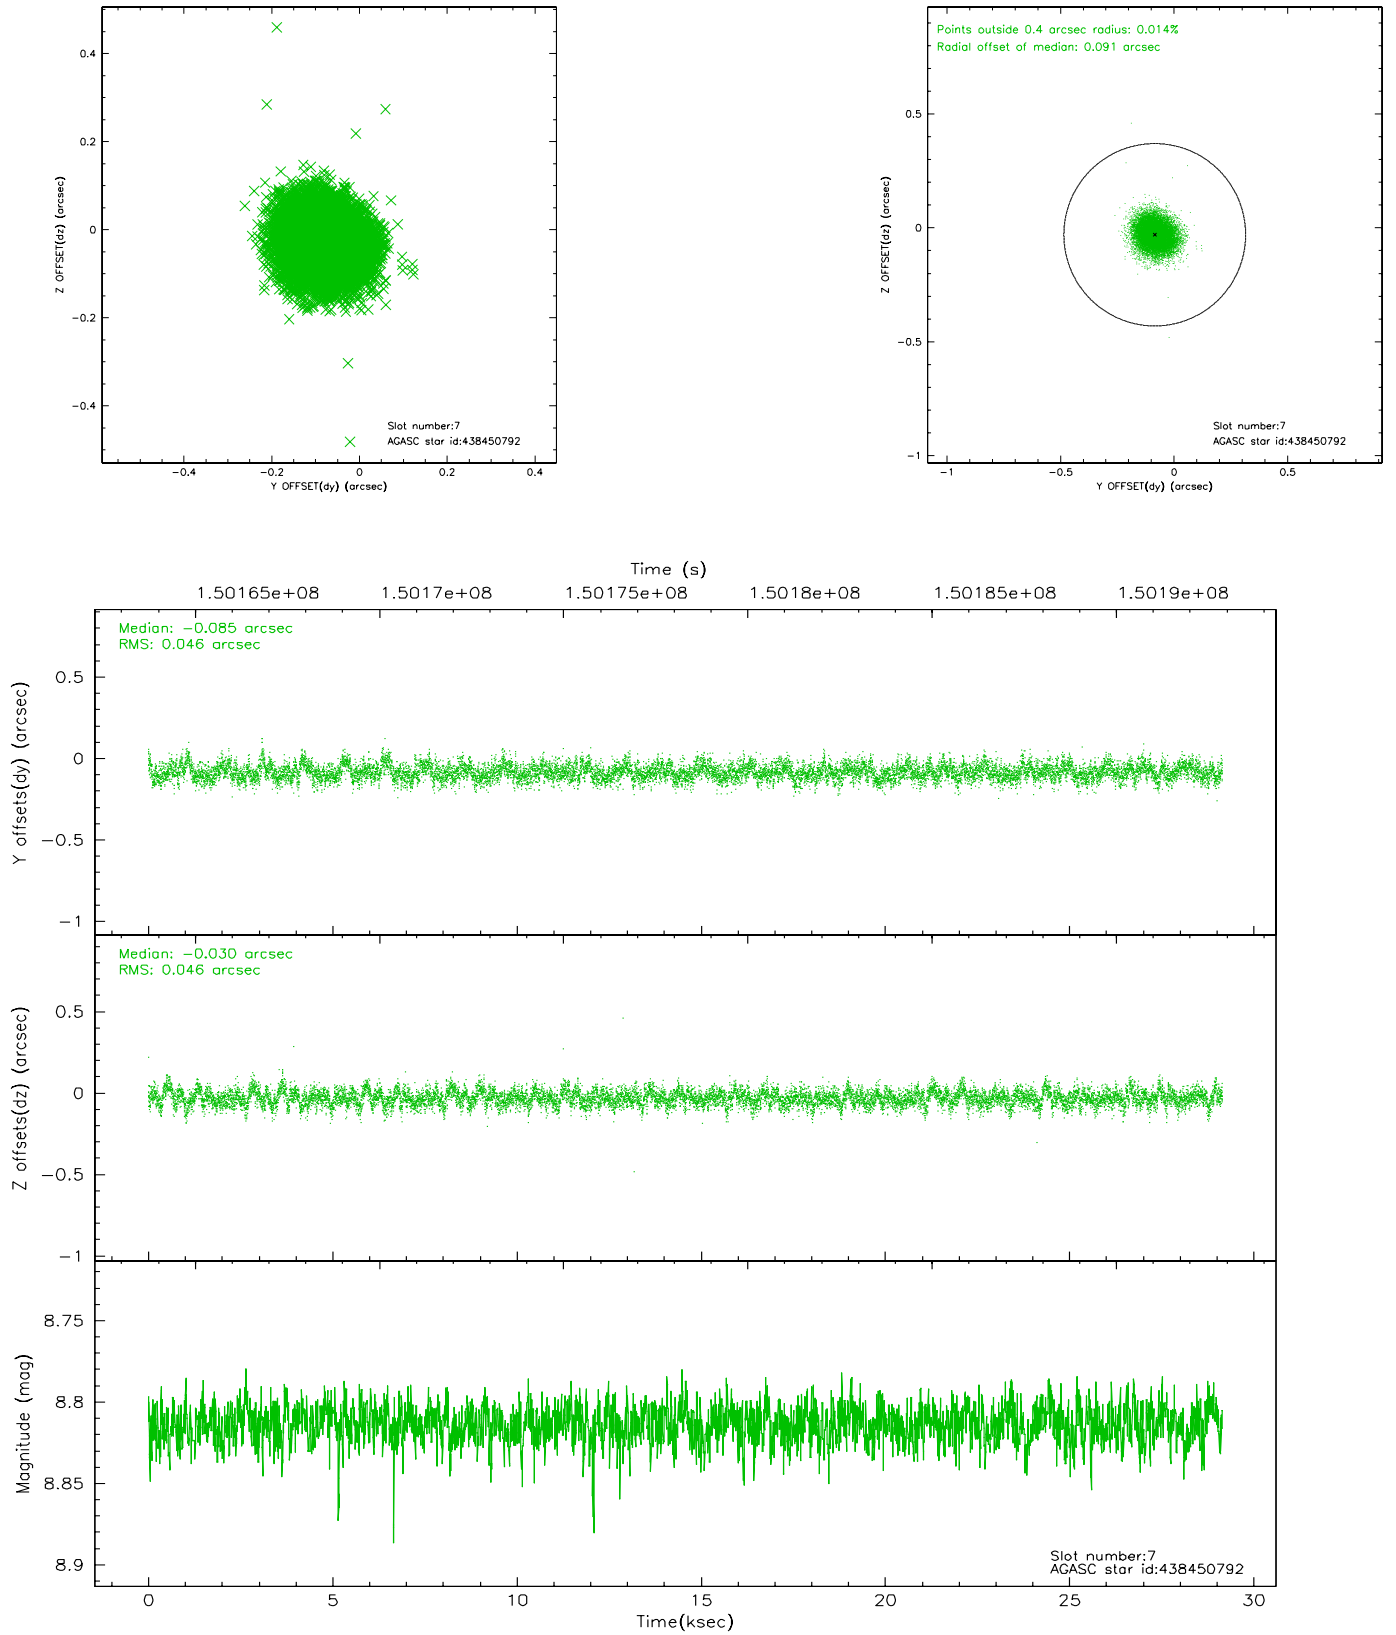 0.4
0.2
0
-0.2
-0.4
Z OFFSET(dz) (arcsec)
Slot number:7
AGASC star id:438450792
-0.4 -0.2 0 0.2 0.4
Y OFFSET(dy) (arcsec)
Points outside 0.4 arcsec radius: 0.014%
Radial offset of median: 0.091 arcsec
0.5
0
-0.5
-1
Z OFFSET(dz) (arcsec)
Slot number:7
AGASC star id:438450792
-1 -0.5 0 0.5
Y OFFSET(dy) (arcsec)
Time (s)
1.50165e+08 1.5017e+08 1.50175e+08 1.5018e+08 1.50185e+08 1.5019e+08
Median: -0.085 arcsec
RMS: 0.046 arcsec
0.5
0
-0.5
-1
Y offsets(dy) (arcsec)
Median: -0.030 arcsec
RMS: 0.046 arcsec
0.5
0
-0.5
-1
Z offsets(dz) (arcsec)
8.75
8.8
8.85
8.9
Magnitude (mag)
Slot number:7
AGASC star id:438450792
0 5 10 15 20 25 30
Time(ksec)